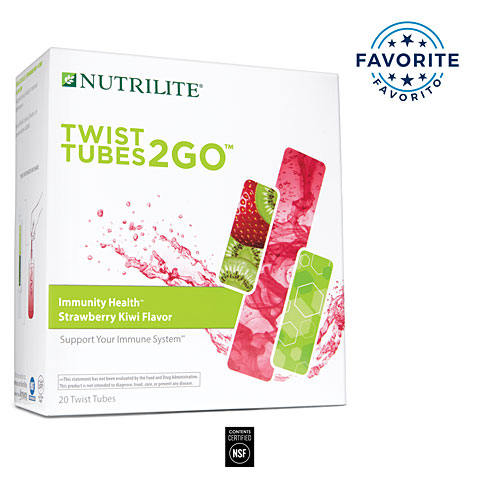 FAVORITE
FAVORITO
NUTRILITE®
TWIST
TUBES2GO™
Immunity Health™
Strawberry Kiwi Flavor
Support Your Immune System**
**This statement has not been evaluated by the Food and Drug Administration.
This product is not intended to diagnose, treat, cure, or prevent any disease.
20 Twist Tubes
CONTENTS
CERTIFIED
NSF